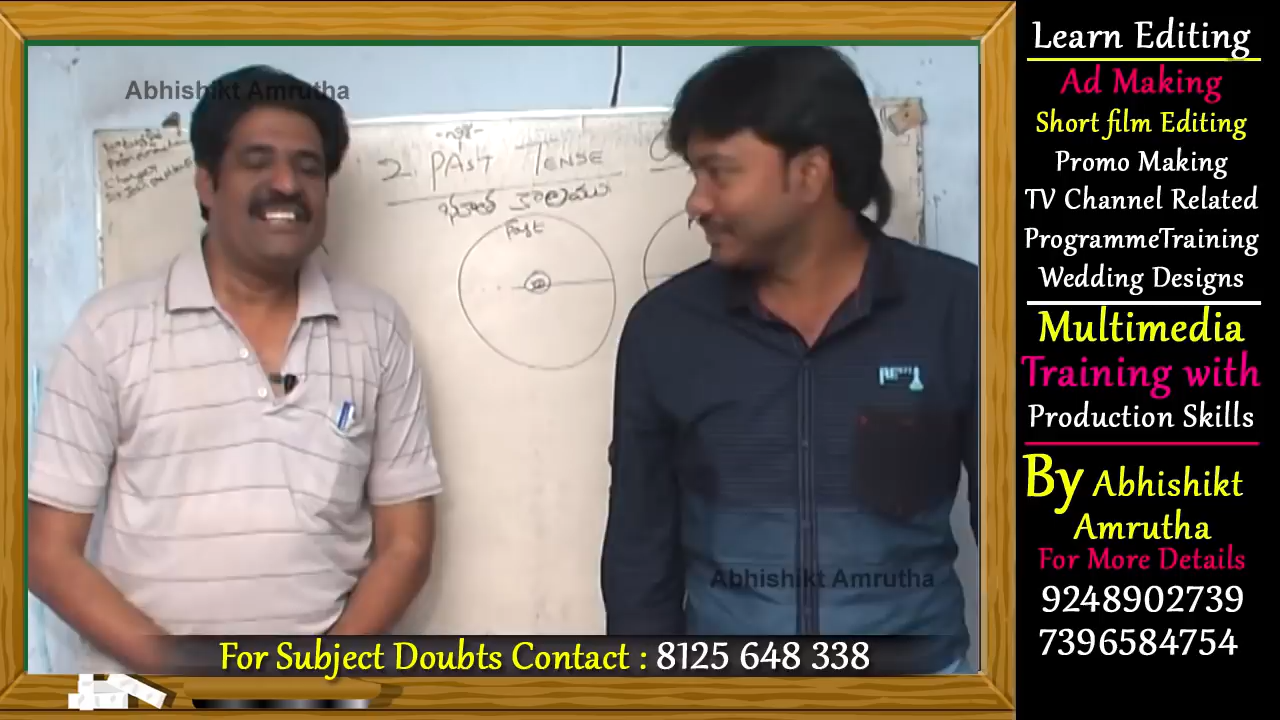 Abhishikt Amrutha
2. PAST TENSE
భూత కాలము
Past
Abhishikt Amrutha
For Subject Doubts Contact : 8125 648 338
Learn Editing
Ad Making
Short film Editing
Promo Making
TV Channel Related
ProgrammeTraining
Wedding Designs
Multimedia
Training with
Production Skills
By Abhishikt
Amrutha
For More Details
9248902739
7396584754